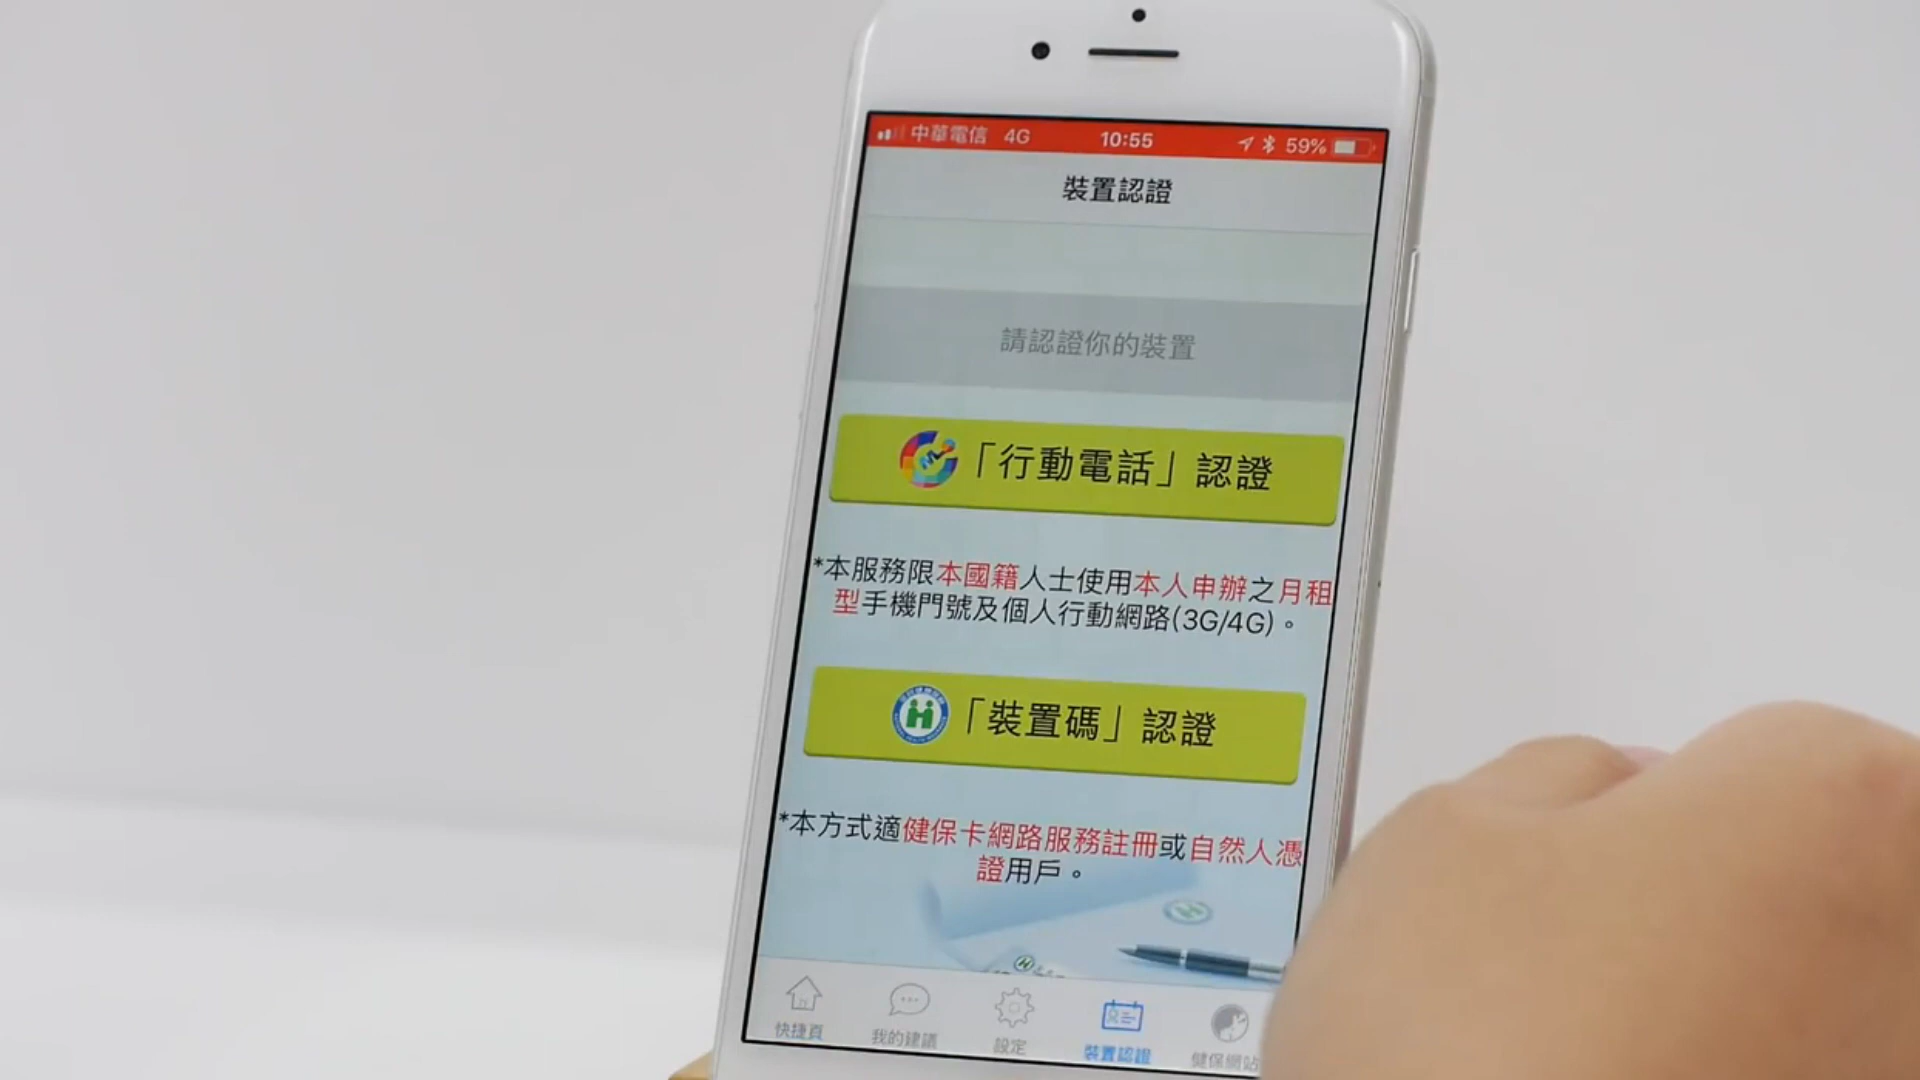 中華電信 4G 10:55 59%
裝置認證
請認證你的裝置
「行動電話」認證
*本服務限本國籍人士使用本人申辦之月租
型手機門號及個人行動網路(3G/4G)。
「裝置碼」認證
*本方式適健保卡網路服務註冊或自然人憑
證用戶。
快捷頁 我的建議 設定 裝置認證 健保網站